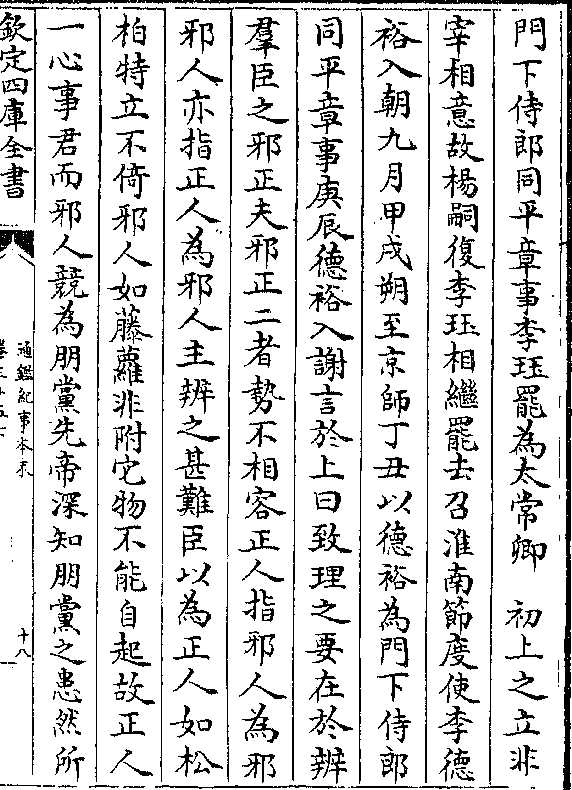 門下侍郎同平章事李珏罷為太常卿　初上之立非
宰相意故楊嗣復李珏相繼罷去召淮南節度使李德
裕入朝九月甲戌朔至京師丁丑以德裕為門下侍郎
同平章事庚辰德裕入謝言於上曰致理之要在於辨
羣臣之邪正夫邪正二者勢不相容正人指邪人為邪
邪人亦指正人為邪人主辨之甚難臣以為正人如松
柏特立不倚邪人如藤蘿非附它物不能自起故正人
一心事君而邪人競為朋黨先帝深知朋黨之患然所
欽定四庫全書
通鑑紀事本末
卷三十五
十八